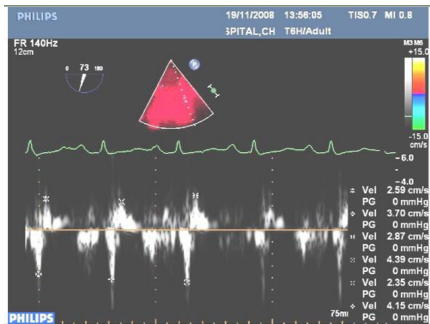 PHILIPS
19/11/2008 13:56:05 TIS0.7 MI 0.8
SPITAL,CH T6H/Adult
FR 140Hz
12cm
M3 M6
+15.0
0 73 180
-15.0
cm/s
-6.0
-4.0
Vel 2.59 cm/s
PG 0 mmHg
Vel 3.70 cm/s
PG 0 mmHg
Vel 2.87 cm/s
PG 0 mmHg
Vel 4.39 cm/s
PG 0 mmHg
Vel 2.35 cm/s
PG 0 mmHg
Vel 4.15 cm/s
PG 0 mmHg
75m
PHILIPS